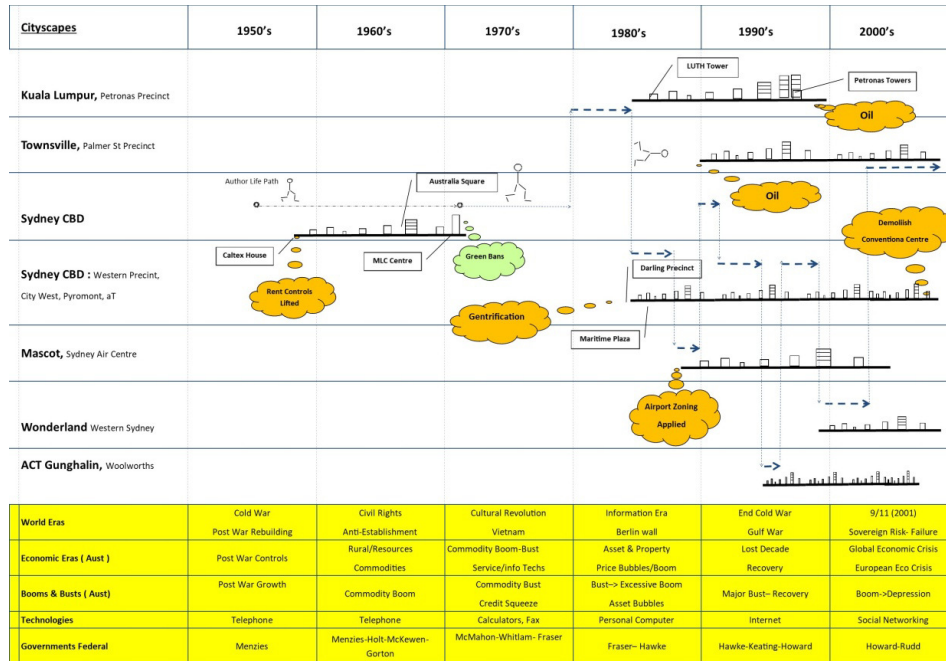 Cityscapes
1950's
1960's
1970's
1980's
1990's
2000's
LUTH Tower
Petronas Towers
Kuala Lumpur, Petronas Precinct
Oil
Townsville, Palmer St Precinct
Author Life Path
Australia Square
Oil
Sydney CBD
Demoliish
Conventiona Centre
Caltex House
MLC Centre
Green Bans
Darling Precinct
Sydney CBD : Western Precint,
City West, Pyromont, aT
Rent Controls
Lifted
Gentrification
Maritime Plaza
Mascot, Sydney Air Centre
Airport Zoning
Applied
Wonderland Western Sydney
ACT Gunghalin, Woolworths
World Eras
Cold War
Post War Rebuilding
Civil Rights
Anti-Establishment
Cultural Revolution
Vietnam
Information Era
Berlin wall
End Cold War
Gulf War
9/11 (2001)
Sovereign Risk- Failure
Economic Eras ( Aust )
Post War Controls
Rural/Resources
Commodities
Commodity Boom-Bust
Service/info Techs
Asset & Property
Price Bubbles/Boom
Lost Decade
Recovery
Global Economic Crisis
European Eco Crisis
Booms & Busts ( Aust)
Post War Growth
Commodity Boom
Commodity Bust
Credit Squeeze
Bust–> Excessive Boom
Asset Bubbles
Major Bust– Recovery
Boom->Depression
Technologies
Telephone
Telephone
Calculators, Fax
Personal Computer
Internet
Social Networking
Governments Federal
Menzies
Menzies-Holt-McKewen-
Gorton
McMahon-Whitlam- Fraser
Fraser– Hawke
Hawke-Keating-Howard
Howard-Rudd